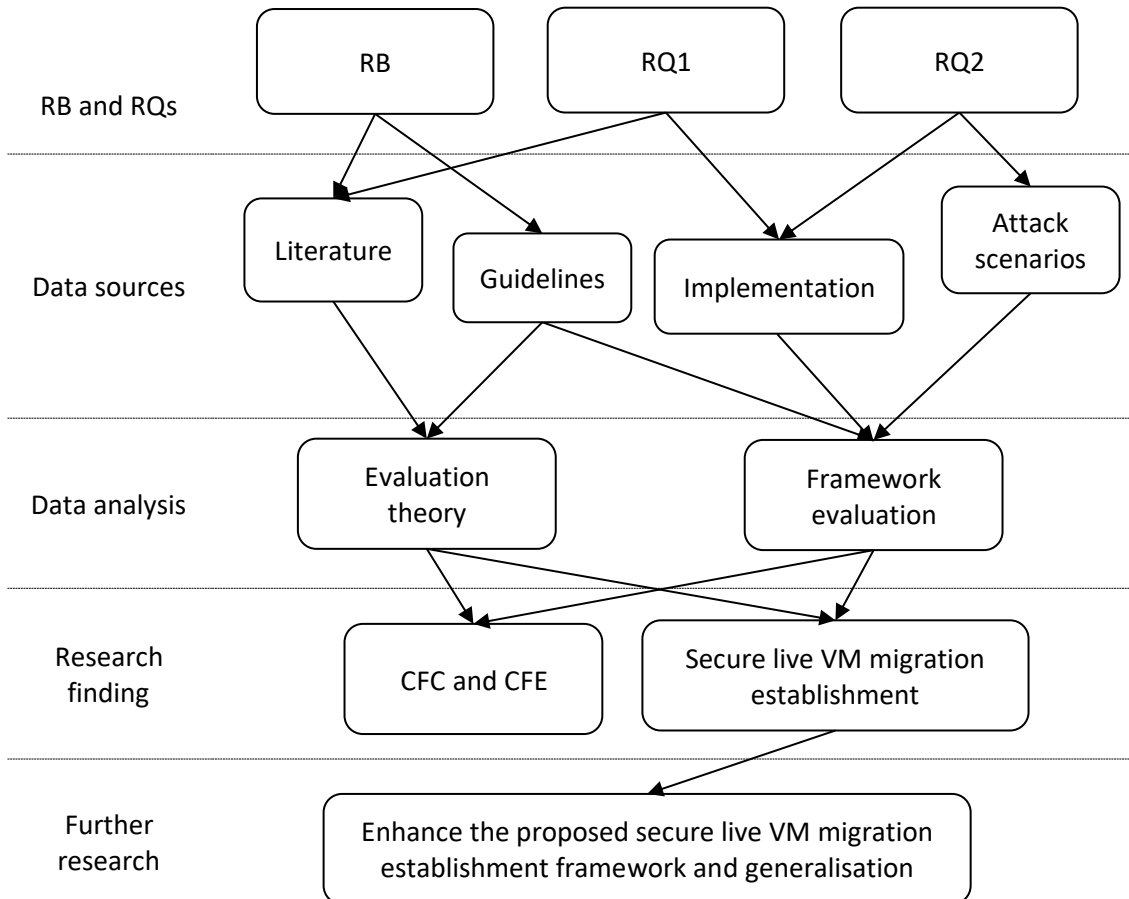 RB
RQ1
RQ2
RB and RQs
Literature
Guidelines
Implementation
Attack
scenarios
Data sources
Evaluation
theory
Framework
evaluation
Data analysis
Research
finding
CFC and CFE
Secure live VM migration
establishment
Further
research
Enhance the proposed secure live VM migration
establishment framework and generalisation